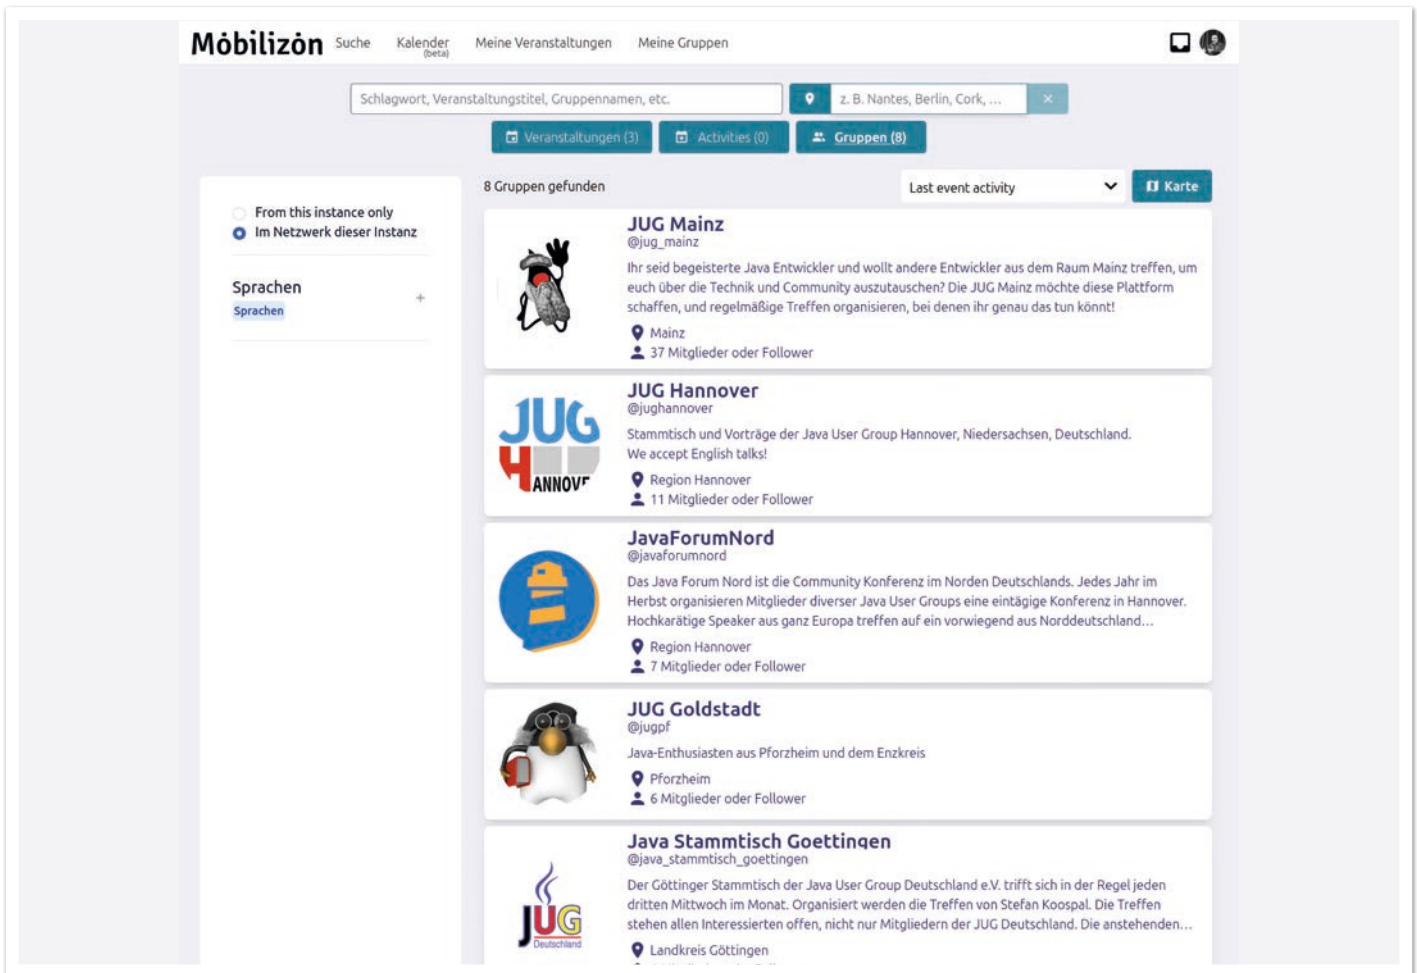 Mobilizon
Suche
Kalender
(beta)
Meine Veranstaltungen
Meine Gruppen
Schlagwort, Veranstaltungstitel, Gruppennamen, etc.
z. B. Nantes, Berlin, Cork, ...
Veranstaltungen (3)
Activities (0)
Gruppen (8)
From this instance only
Im Netzwerk dieser Instanz
Sprachen
Sprachen
8 Gruppen gefunden
Last event activity
Karte
JUG Mainz
@jug_mainz
Ihr seid begeisterte Java Entwickler und wollt andere Entwickler aus dem Raum Mainz treffen, um
euch über die Technik und Community auszutauschen? Die JUG Mainz möchte diese Plattform
schaffen, und regelmäßige Treffen organisieren, bei denen ihr genau das tun könnt!
Mainz
37 Mitglieder oder Follower
JUG
HANNOVE
JUG Hannover
@jughannover
Stammtisch und Vorträge der Java User Group Hannover, Niedersachsen, Deutschland.
We accept English talks!
Region Hannover
11 Mitglieder oder Follower
JavaForumNord
@javaforumnord
Das Java Forum Nord ist die Community Konferenz im Norden Deutschlands. Jedes Jahr im
Herbst organisieren Mitglieder diverser Java User Groups eine eintägige Konferenz in Hannover.
Hochkarätige Speaker aus ganz Europa treffen auf ein vorwiegend aus Norddeutschland...
Region Hannover
7 Mitglieder oder Follower
JUG Goldstadt
@jugpf
Java-Enthusiasten aus Pforzheim und dem Enzkreis
Pforzheim
6 Mitglieder oder Follower
JUG
Deutschland
Java Stammtisch Goettingen
@java_stammtisch_goettingen
Der Göttinger Stammtisch der Java User Group Deutschland e.V. trifft sich in der Regel jeden
dritten Mittwoch im Monat. Organisiert werden die Treffen von Stefan Koospal. Die Treffen
stehen allen Interessierten offen, nicht nur Mitgliedern der JUG Deutschland. Die anstehenden...
Landkreis Göttingen